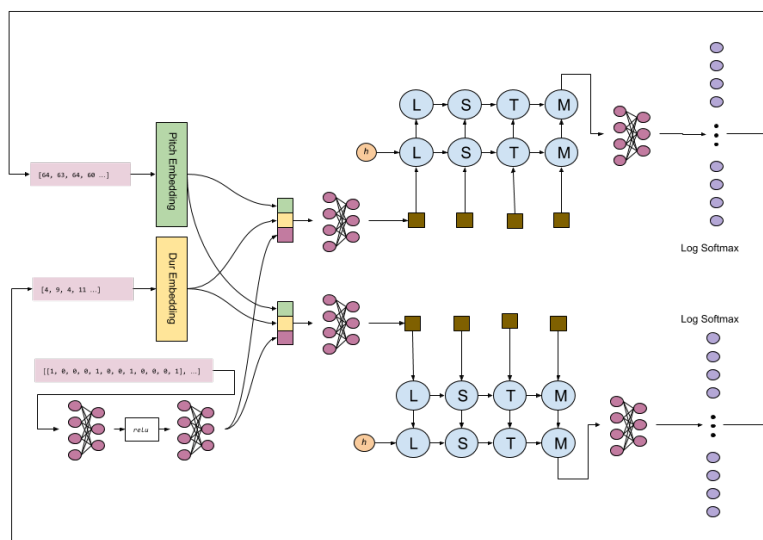 L S T M
h L S T M
Pitch Embedding
[64, 63, 64, 60 ...]
Log Softmax
Dur Embedding
[4, 9, 4, 11 ...]
Log Softmax
[[1, 0, 0, 0, 1, 0, 0, 1, 0, 0, 0, 1], ...]
L S T M
relu
h L S T M